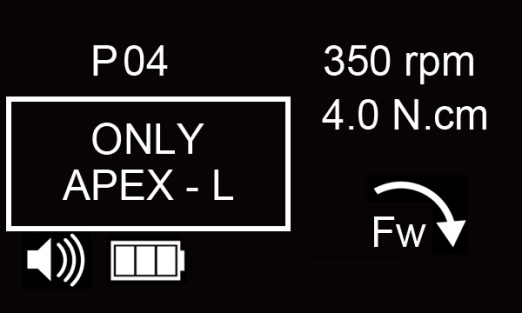 P04
350 rpm
4.0 N.cm
ONLY
APEX - L
Fw